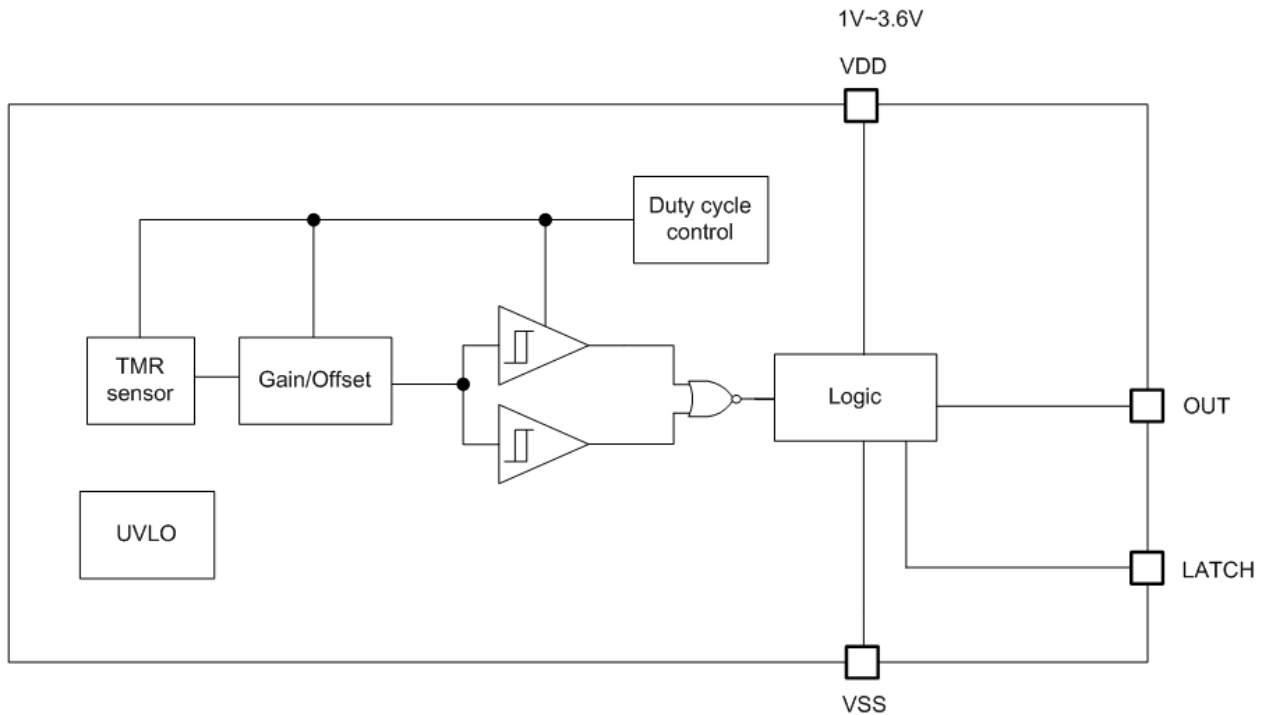 1V~3.6V
VDD
Duty cycle
control
TMR
sensor
Gain/Offset
Logic
OUT
UVLO
LATCH
VSS